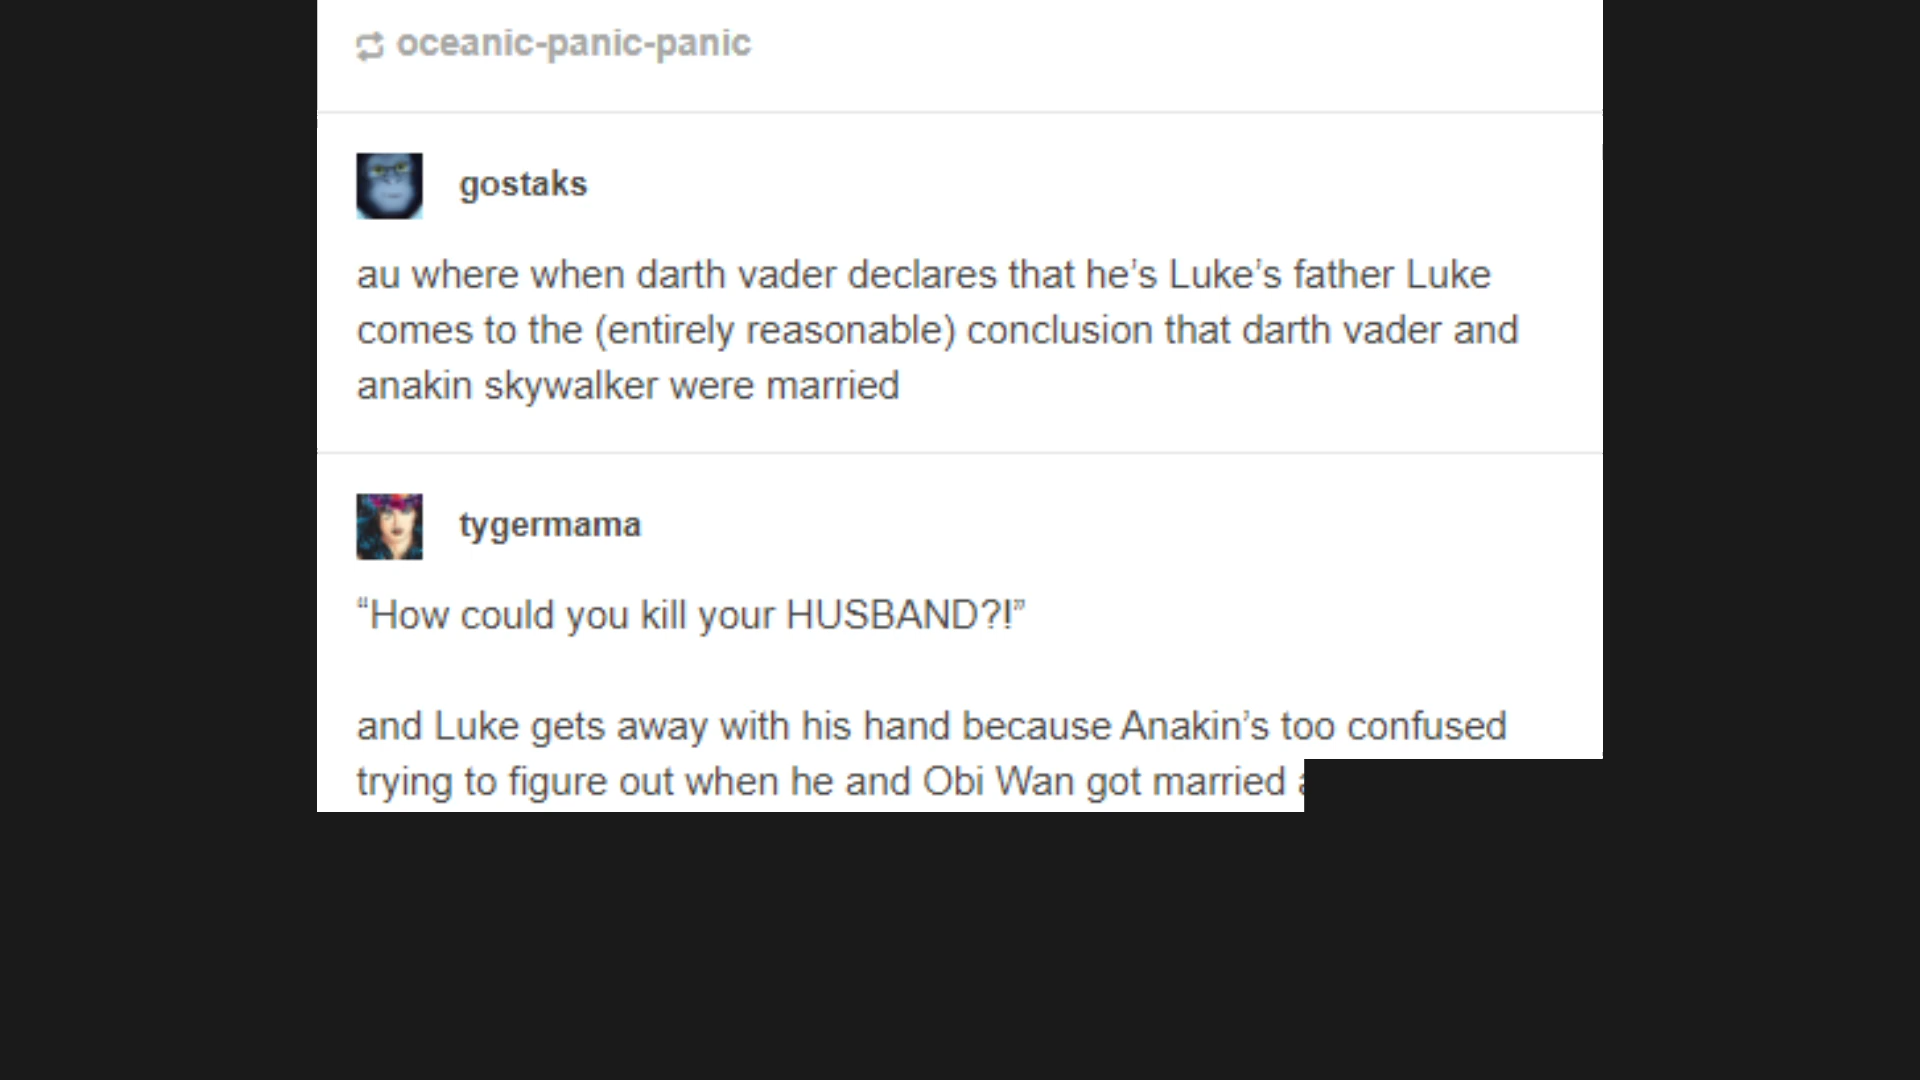 oceanic-panic-panic
gostaks
au where when darth vader declares that he’s Luke’s father Luke
comes to the (entirely reasonable) conclusion that darth vader and
anakin skywalker were married
tygermama
“How could you kill your HUSBAND?!”
and Luke gets away with his hand because Anakin’s too confused
trying to figure out when he and Obi Wan got married